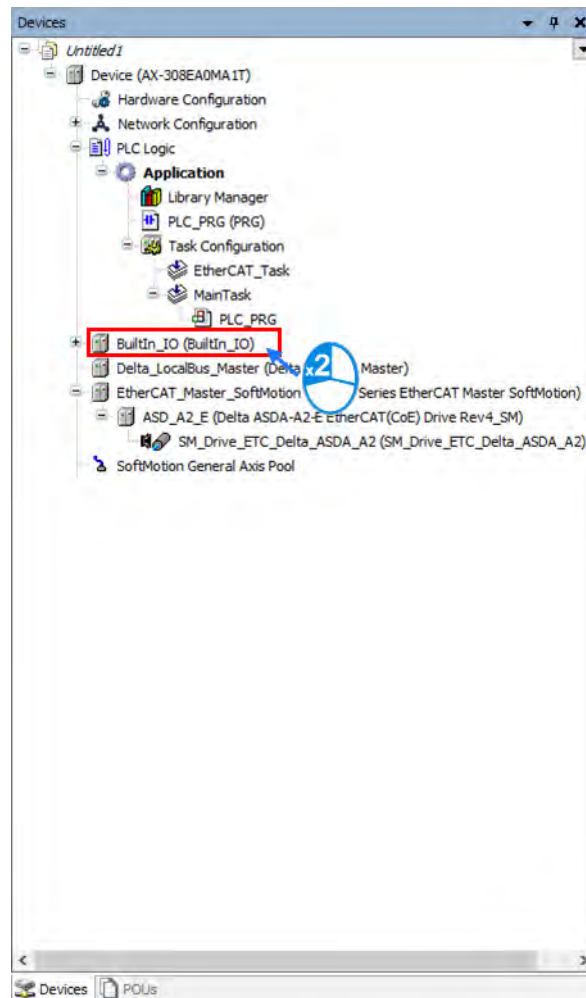 Devices
Untitled1
Device (AX-308EA0MA1T)
Hardware Configuration
Network Configuration
PLC Logic
Application
Library Manager
PLC_PRG (PRG)
Task Configuration
EtherCAT_Task
MainTask
PLC_PRG
BuiltIn_IO (BuiltIn_IO)
Delta_LocalBus_Master (Delta Master)
x2
EtherCAT_Master_SoftMotion Series EtherCAT Master SoftMotion)
ASD_A2_E (Delta ASDA-A2-E EtherCAT(CoE) Drive Rev4_SM)
SM_Drive_ETC_Delta_ASDA_A2 (SM_Drive_ETC_Delta_ASDA_A2)
SoftMotion General Axis Pool
Devices POUs